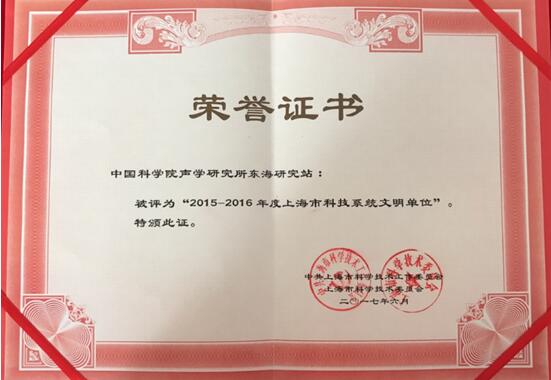 荣誉证书
中国科学院声学研究所东海研究站：
被评为“2015-2016年度上海市科技系统文明单位”。
特颁此证。
中共上海市科学技术工作委员会
上海市科学技术委员会
二〇一七年六月